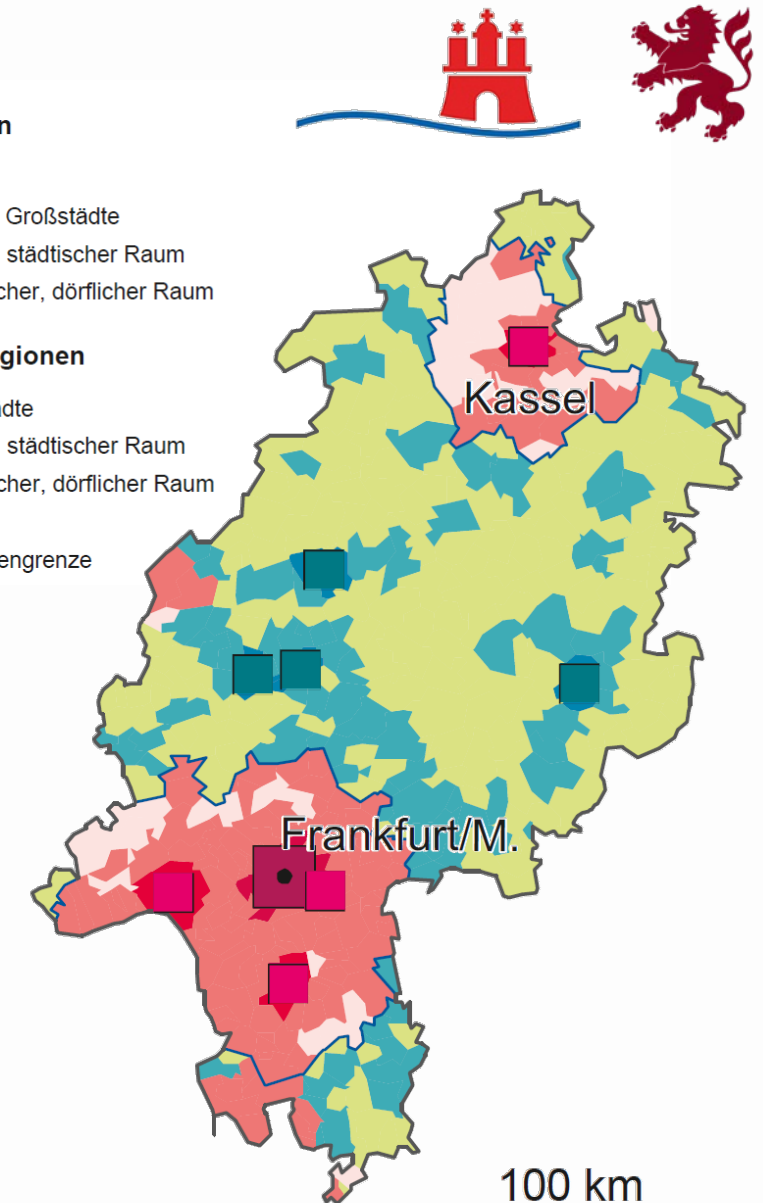 n
Großstädte
städtischer Raum
cher, dörflicher Raum
gionen
dte
städtischer Raum
cher, dörflicher Raum
engrenze
Kassel
Frankfurt/M.
100 km